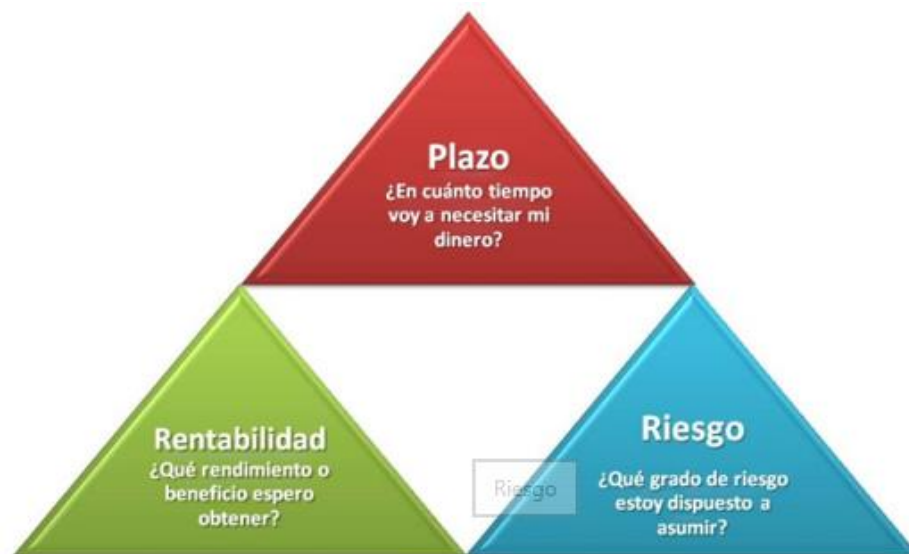 Plazo
¿En cuánto tiempo
voy a necesitar mi
dinero?
Rentabilidad
¿Qué rendimiento o
beneficio espero
obtener?
Riesgo
¿Qué grado de riesgo
estoy dispuesto a
asumir?
Riesgo